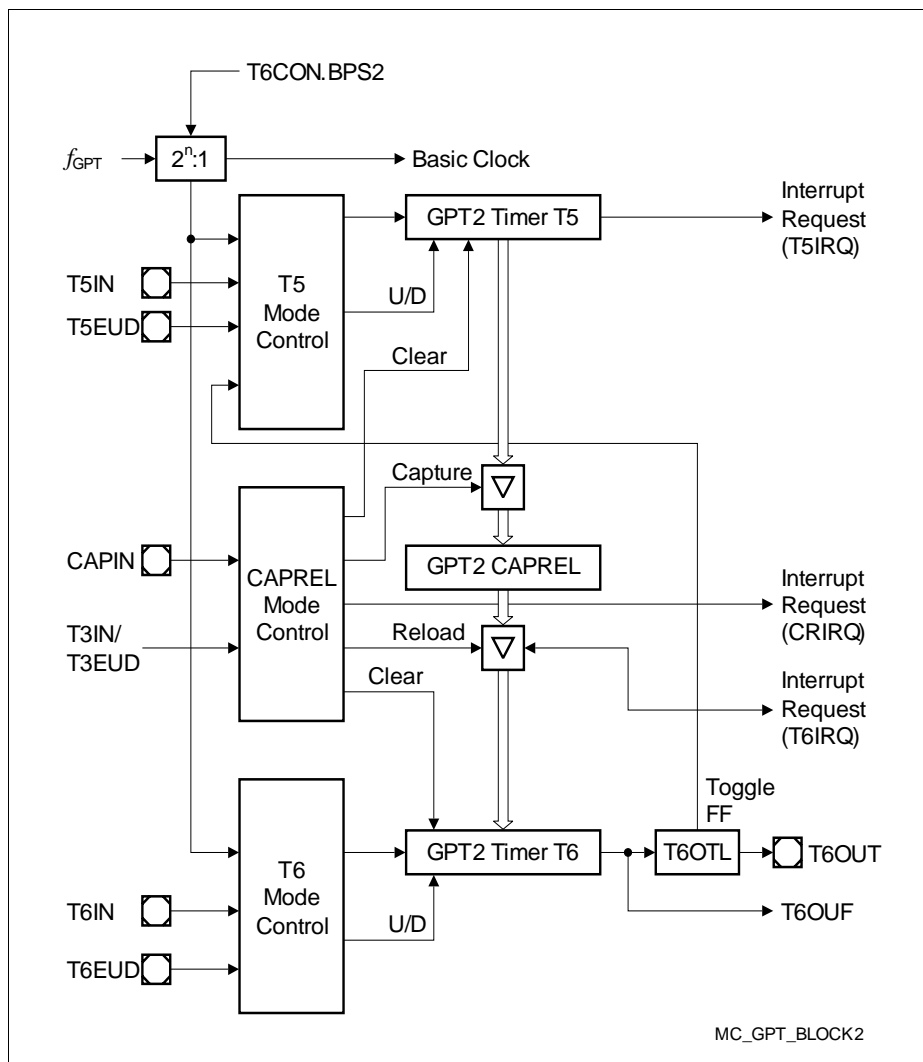 T6CON.BPS2
fGPT
2n:1
Basic Clock
Interrupt
Request
(T5IRQ)
GPT2 Timer T5
T5IN
T5
Mode
Control
U/D
T5EUD
Clear
Capture
CAPIN
CAPREL
Mode
Control
GPT2 CAPREL
Interrupt
Request
(CRIRQ)
T3IN/
T3EUD
Reload
Clear
Interrupt
Request
(T6IRQ)
Toggle
FF
T6
Mode
Control
GPT2 Timer T6
T6OTL
T6OUT
T6IN
U/D
T6OUF
T6EUD
MC_GPT_BLOCK2